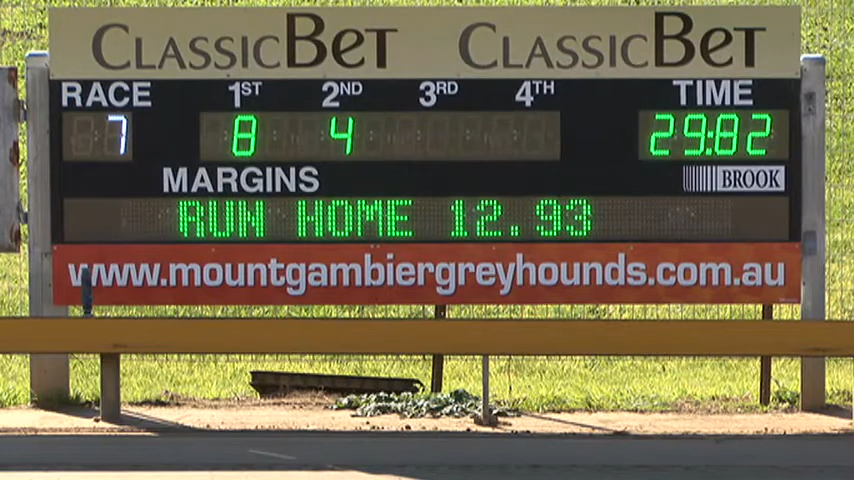 CLASSICBET CLASSICBET
RACE 1ST 2ND 3RD 4TH TIME
7 8 4 29:82
MARGINS BROOK
RUN HOME 12.93
www.mountgambiergreyhounds.com.au